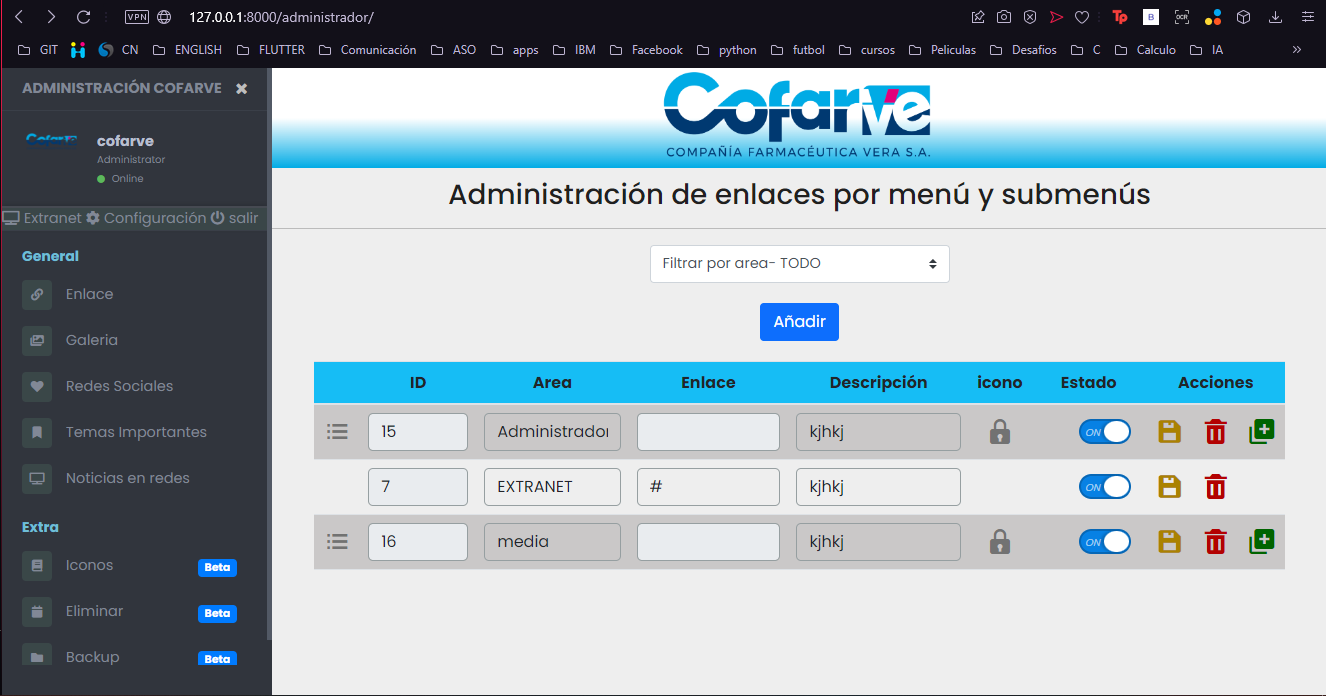 VPN 127.0.0.1:8000/administrador/ Tp B OCR
GIT CN ENGLISH FLUTTER Comunicación ASO apps IBM Facebook python futbol cursos Peliculas Desafios C Calculo IA »
ADMINISTRACIÓN COFARVE
Cofarve
cofarve
Administrator
Online
Extranet Configuración salir
General
Enlace
Galeria
Redes Sociales
Temas Importantes
Noticias en redes
Extra
Iconos Beta
Eliminar Beta
Backup Beta
Cofarve
COMPAÑÍA FARMACÉUTICA VERA S.A.
Administración de enlaces por menú y submenús
Filtrar por area- TODO
Añadir
ID Area Enlace Descripción icono Estado Acciones
15 Administrador kjhkj ON
7 EXTRANET # kjhkj ON
16 media kjhkj ON